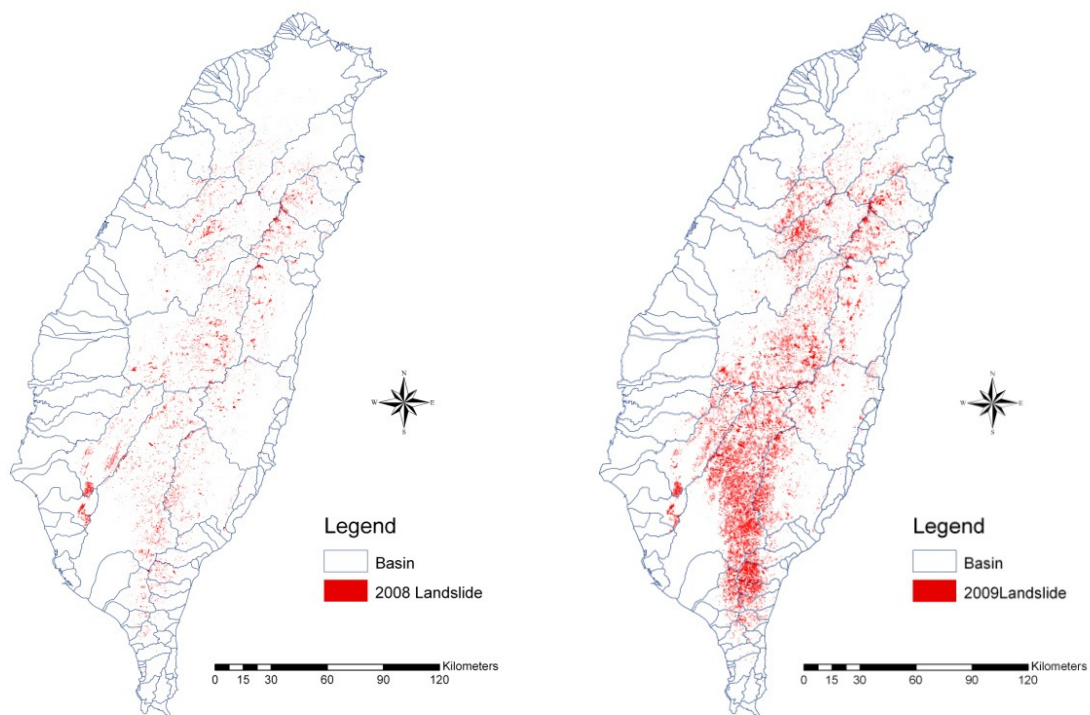 N
W E
S
Legend
Basin
2008 Landslide
Kilometers
0 15 30 60 90 120
N
W E
S
Legend
Basin
2009Landslide
Kilometers
0 15 30 60 90 120